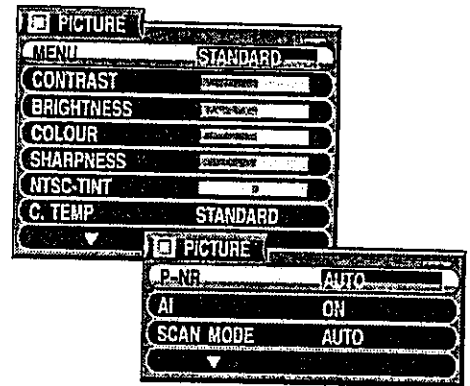 PICTURE
MENU STANDARD
CONTRAST
BRIGHTNESS
COLOUR
SHARPNESS
NTSC-TINT
C. TEMP STANDARD
PICTURE
P-NR AUTO
AI ON
SCAN MODE AUTO